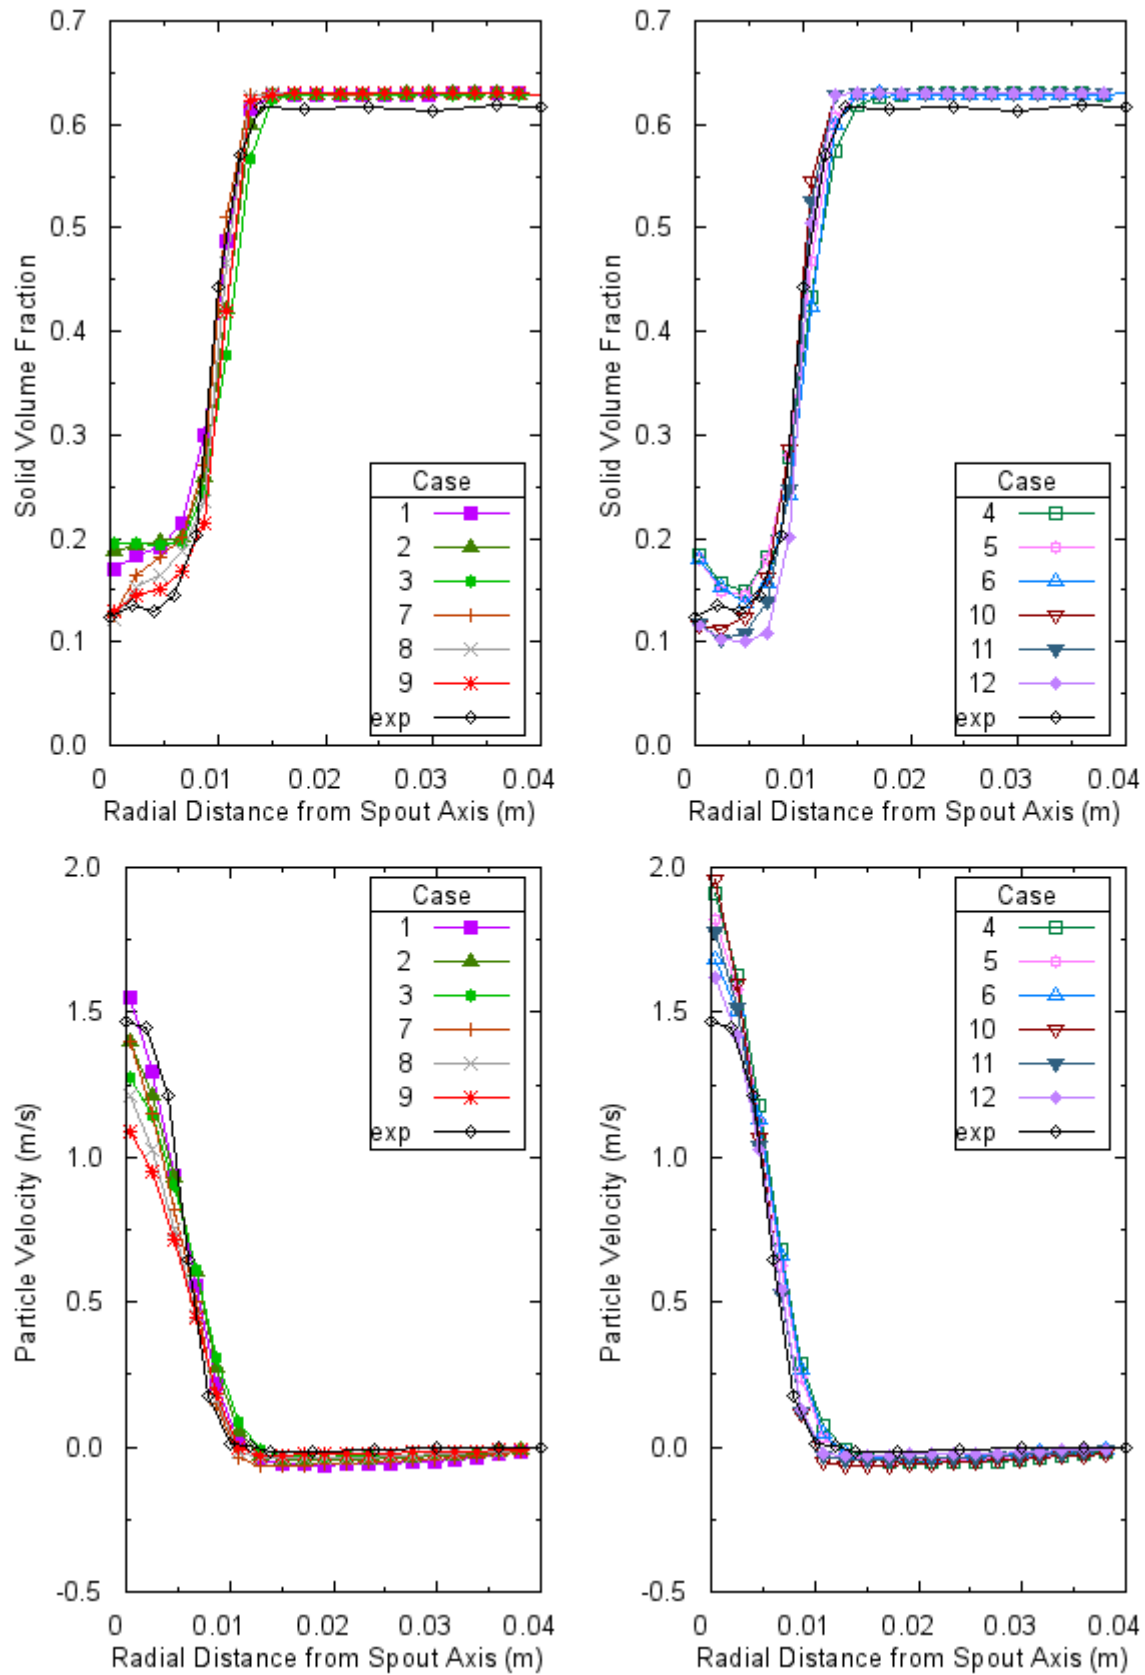 0.7
0.6
0.5
0.4
0.3
0.2
0.1
0.0
Solid Volume Fraction
Case
1
2
3
7
8
9
exp
0 0.01 0.02 0.03 0.04
Radial Distance from Spout Axis (m)
0.7
0.6
0.5
0.4
0.3
0.2
0.1
0.0
Solid Volume Fraction
Case
4
5
6
10
11
12
exp
0 0.01 0.02 0.03 0.04
Radial Distance from Spout Axis (m)
2.0
1.5
1.0
0.5
0.0
-0.5
Particle Velocity (m/s)
Case
1
2
3
7
8
9
exp
0 0.01 0.02 0.03 0.04
Radial Distance from Spout Axis (m)
2.0
1.5
1.0
0.5
0.0
-0.5
Particle Velocity (m/s)
Case
4
5
6
10
11
12
exp
0 0.01 0.02 0.03 0.04
Radial Distance from Spout Axis (m)